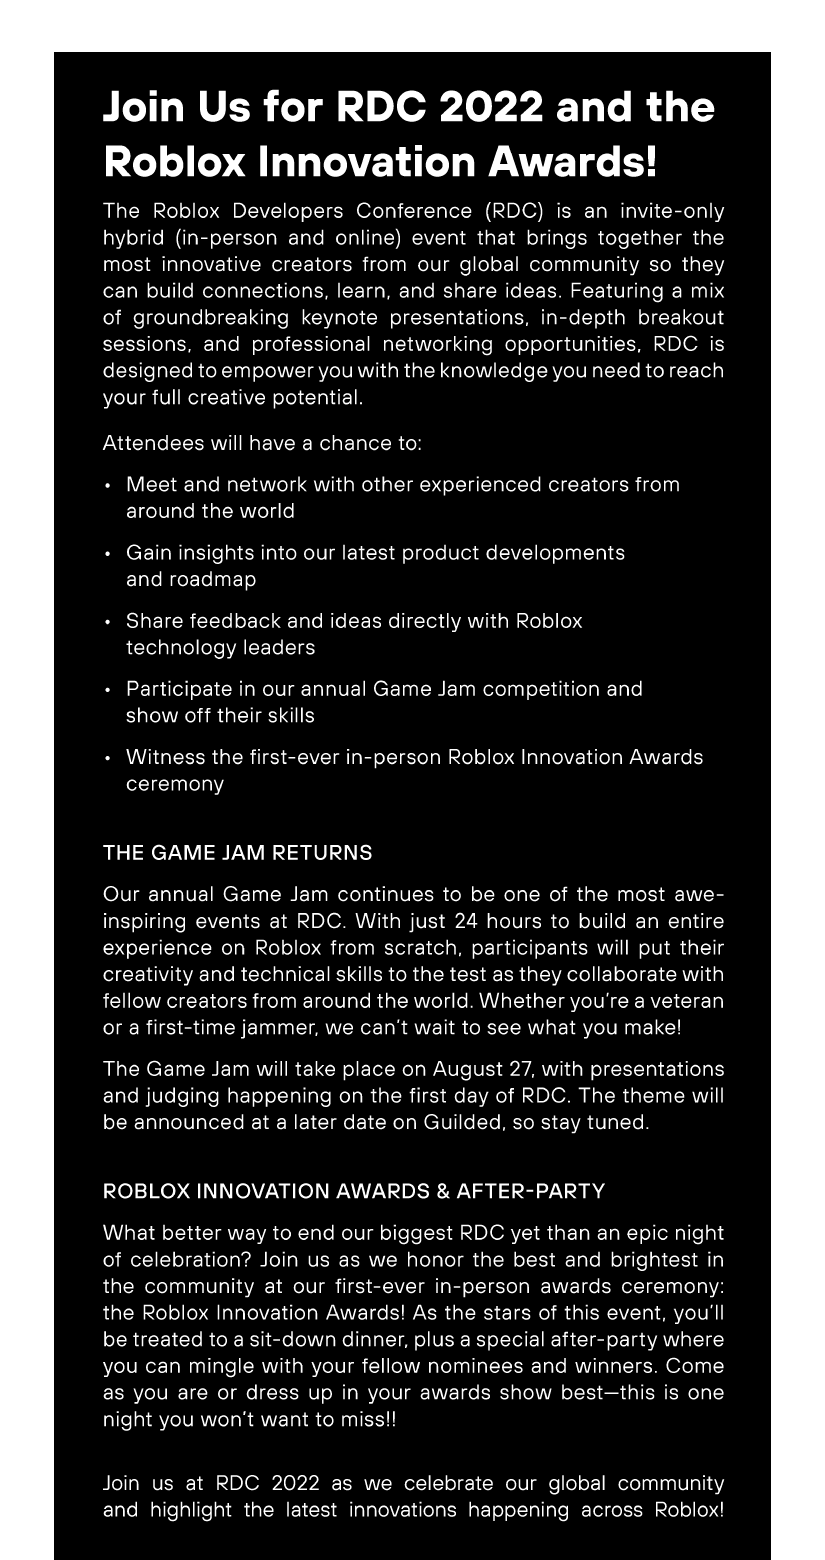 Join Us for RDC 2022 and the
Roblox Innovation Awards!
The Roblox Developers Conference (RDC) is an invite-only
hybrid (in-person and online) event that brings together the
most innovative creators from our global community so they
can build connections, learn, and share ideas. Featuring a mix
of groundbreaking keynote presentations, in-depth breakout
sessions, and professional networking opportunities, RDC is
designed to empower you with the knowledge you need to reach
your full creative potential.
Attendees will have a chance to:
• Meet and network with other experienced creators from
around the world
• Gain insights into our latest product developments
and roadmap
• Share feedback and ideas directly with Roblox
technology leaders
• Participate in our annual Game Jam competition and
show off their skills
• Witness the first-ever in-person Roblox Innovation Awards
ceremony
THE GAME JAM RETURNS
Our annual Game Jam continues to be one of the most awe-
inspiring events at RDC. With just 24 hours to build an entire
experience on Roblox from scratch, participants will put their
creativity and technical skills to the test as they collaborate with
fellow creators from around the world. Whether you’re a veteran
or a first-time jammer, we can’t wait to see what you make!
The Game Jam will take place on August 27, with presentations
and judging happening on the first day of RDC. The theme will
be announced at a later date on Guilded, so stay tuned.
ROBLOX INNOVATION AWARDS & AFTER-PARTY
What better way to end our biggest RDC yet than an epic night
of celebration? Join us as we honor the best and brightest in
the community at our first-ever in-person awards ceremony:
the Roblox Innovation Awards! As the stars of this event, you’ll
be treated to a sit-down dinner, plus a special after-party where
you can mingle with your fellow nominees and winners. Come
as you are or dress up in your awards show best—this is one
night you won’t want to miss!!
Join us at RDC 2022 as we celebrate our global community
and highlight the latest innovations happening across Roblox!